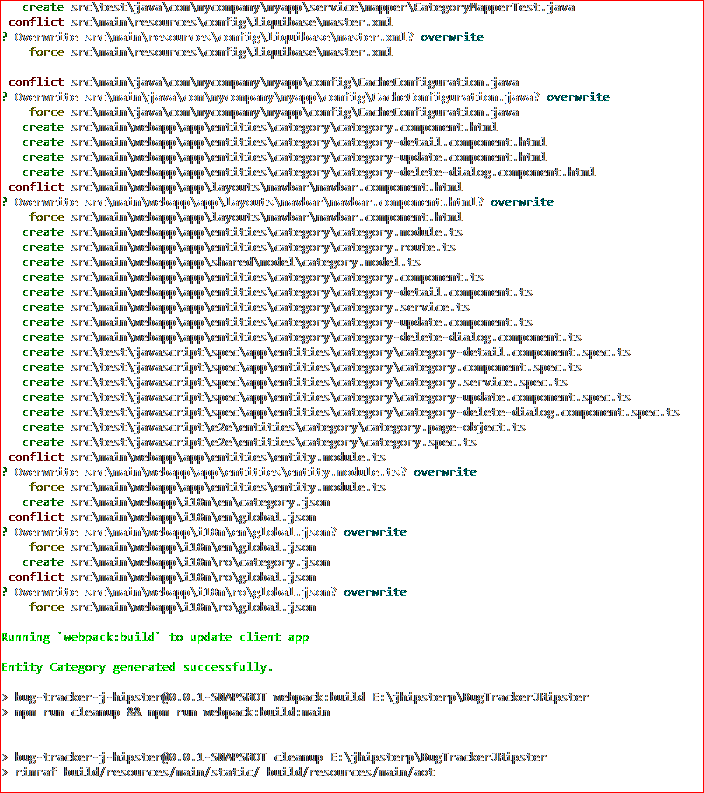 create src\test\java\com\mycompany\myapp\service\mapper\CategoryMapperTest.java
conflict src\main\resources\config\liquibase\master.xml
? Overwrite src\main\resources\config\liquibase\master.xml? overwrite
force src\main\resources\config\liquibase\master.xml
conflict src\main\java\com\mycompany\myapp\config\CacheConfiguration.java
? Overwrite src\main\java\com\mycompany\myapp\config\CacheConfiguration.java? overwrite
force src\main\java\com\mycompany\myapp\config\CacheConfiguration.java
create src\main\webapp\app\entities\category\category.component.html
create src\main\webapp\app\entities\category\category-detail.component.html
create src\main\webapp\app\entities\category\category-update.component.html
create src\main\webapp\app\entities\category\category-delete-dialog.component.html
conflict src\main\webapp\app\layouts\navbar\navbar.component.html
? Overwrite src\main\webapp\app\layouts\navbar\navbar.component.html? overwrite
force src\main\webapp\app\layouts\navbar\navbar.component.html
create src\main\webapp\app\entities\category\category.module.ts
create src\main\webapp\app\entities\category\category.route.ts
create src\main\webapp\app\shared\model\category.model.ts
create src\main\webapp\app\entities\category\category.component.ts
create src\main\webapp\app\entities\category\category-detail.component.ts
create src\main\webapp\app\entities\category\category.service.ts
create src\main\webapp\app\entities\category\category-update.component.ts
create src\main\webapp\app\entities\category\category-delete-dialog.component.ts
create src\test\javascript\spec\app\entities\category\category-detail.component.spec.ts
create src\test\javascript\spec\app\entities\category\category.component.spec.ts
create src\test\javascript\spec\app\entities\category\category.service.spec.ts
create src\test\javascript\spec\app\entities\category\category-update.component.spec.ts
create src\test\javascript\spec\app\entities\category\category-delete-dialog.component.spec.ts
create src\test\javascript\e2e\entities\category\category.page-object.ts
create src\test\javascript\e2e\entities\category\category.spec.ts
conflict src\main\webapp\app\entities\entity.module.ts
? Overwrite src\main\webapp\app\entities\entity.module.ts? overwrite
force src\main\webapp\app\entities\entity.module.ts
create src\main\webapp\i18n\en\category.json
conflict src\main\webapp\i18n\en\global.json
? Overwrite src\main\webapp\i18n\en\global.json? overwrite
force src\main\webapp\i18n\en\global.json
create src\main\webapp\i18n\ro\category.json
conflict src\main\webapp\i18n\ro\global.json
? Overwrite src\main\webapp\i18n\ro\global.json? overwrite
force src\main\webapp\i18n\ro\global.json
Running `webpack:build` to update client app
Entity Category generated successfully.
> bug-tracker-j-hipster@0.0.1-SNAPSHOT webpack:build E:\jhipsterp\BugTrackerJHipster
> npm run cleanup && npm run webpack:build:main
> bug-tracker-j-hipster@0.0.1-SNAPSHOT cleanup E:\jhipsterp\BugTrackerJHipster
> rimraf build/resources/main/static/ build/resources/main/aot